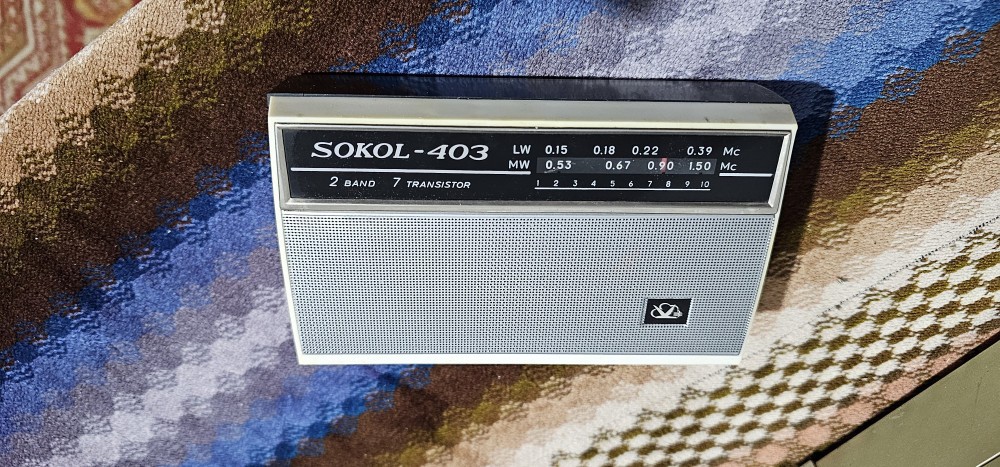 SOKOL-403
LW 0.15 0.18 0.22 0.39 Mc
MW 0.53 0.67 0.90 1.50 Mc
2 BAND 7 TRANSISTOR
1 2 3 4 5 6 7 8 9 10